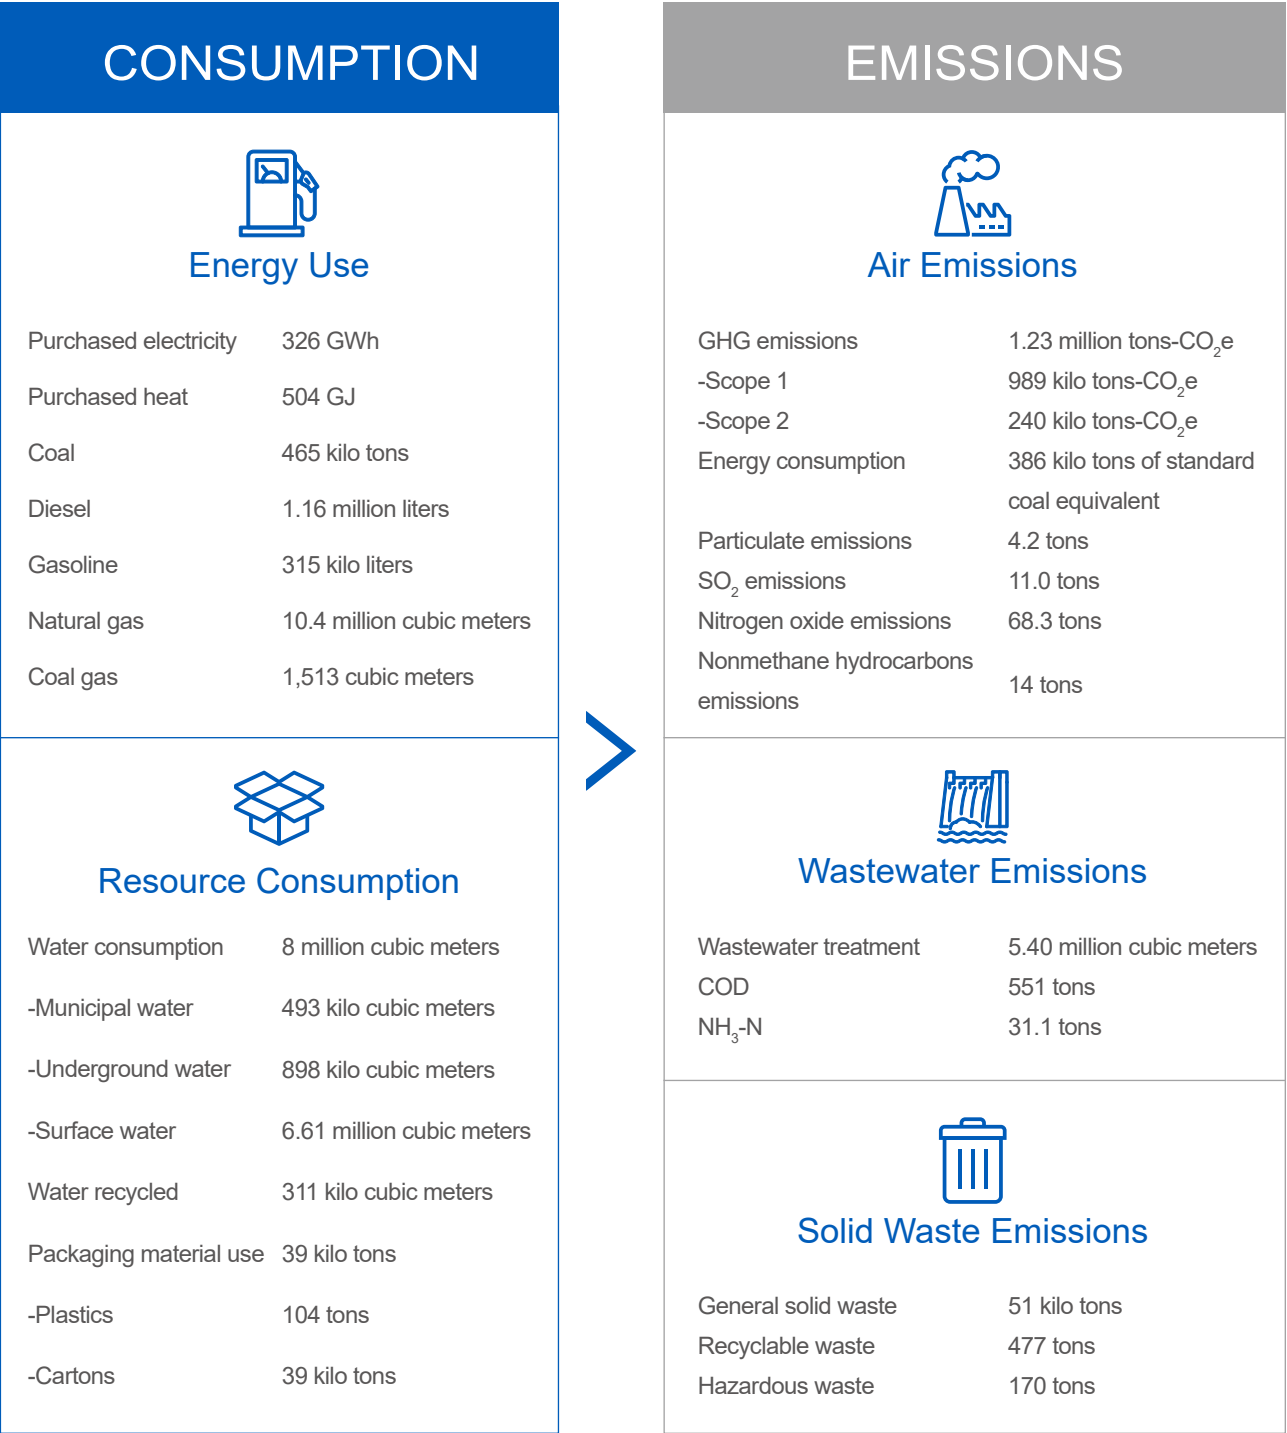 CONSUMPTION
Energy Use
Purchased electricity 326 GWh
Purchased heat 504 GJ
Coal 465 kilo tons
Diesel 1.16 million liters
Gasoline 315 kilo liters
Natural gas 10.4 million cubic meters
Coal gas 1,513 cubic meters
Resource Consumption
Water consumption 8 million cubic meters
-Municipal water 493 kilo cubic meters
-Underground water 898 kilo cubic meters
-Surface water 6.61 million cubic meters
Water recycled 311 kilo cubic meters
Packaging material use 39 kilo tons
-Plastics 104 tons
-Cartons 39 kilo tons
EMISSIONS
Air Emissions
GHG emissions 1.23 million tons-CO₂e
-Scope 1 989 kilo tons-CO₂e
-Scope 2 240 kilo tons-CO₂e
Energy consumption 386 kilo tons of standard
coal equivalent
Particulate emissions 4.2 tons
SO₂ emissions 11.0 tons
Nitrogen oxide emissions 68.3 tons
Nonmethane hydrocarbons
emissions 14 tons
Wastewater Emissions
Wastewater treatment 5.40 million cubic meters
COD 551 tons
NH₃-N 31.1 tons
Solid Waste Emissions
General solid waste 51 kilo tons
Recyclable waste 477 tons
Hazardous waste 170 tons